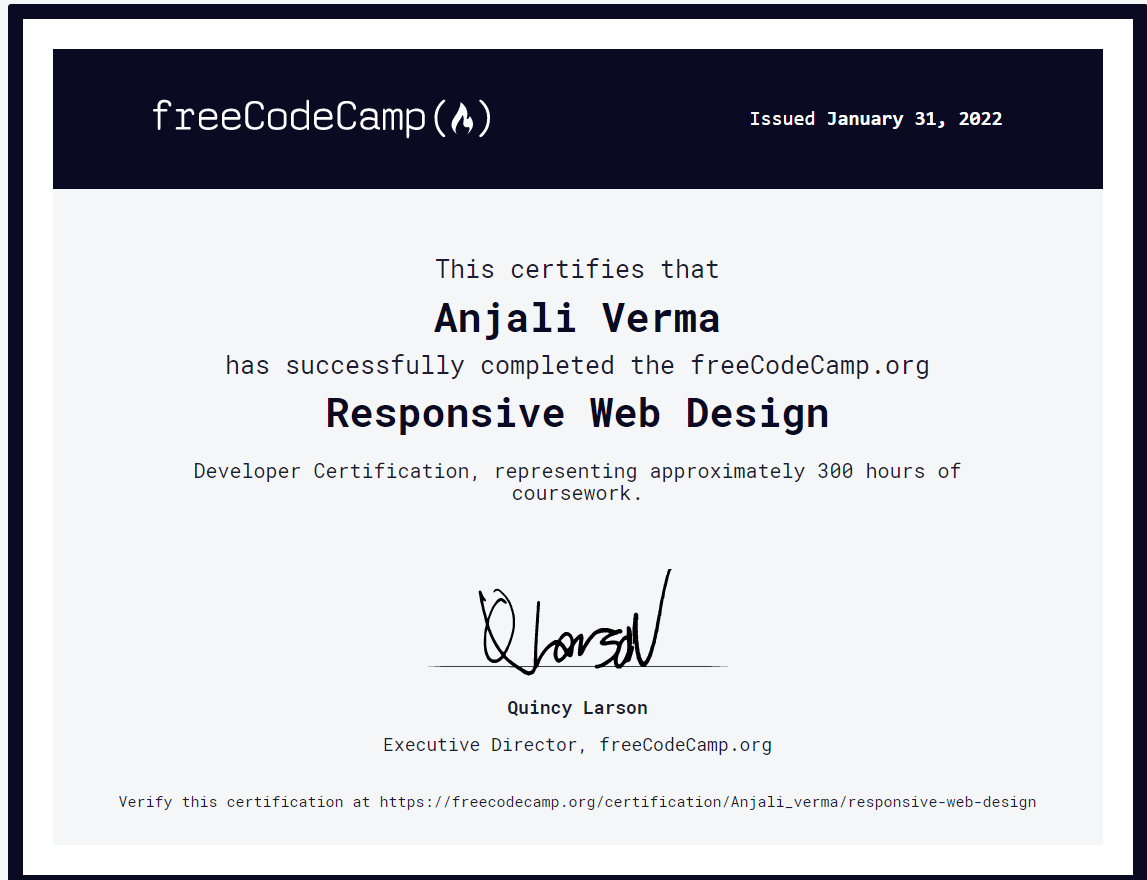 freeCodeCamp(🔥)
Issued January 31, 2022
This certifies that
Anjali Verma
has successfully completed the freeCodeCamp.org
Responsive Web Design
Developer Certification, representing approximately 300 hours of
coursework.
QLarson
Quincy Larson
Executive Director, freeCodeCamp.org
Verify this certification at https://freecodecamp.org/certification/Anjali_verma/responsive-web-design